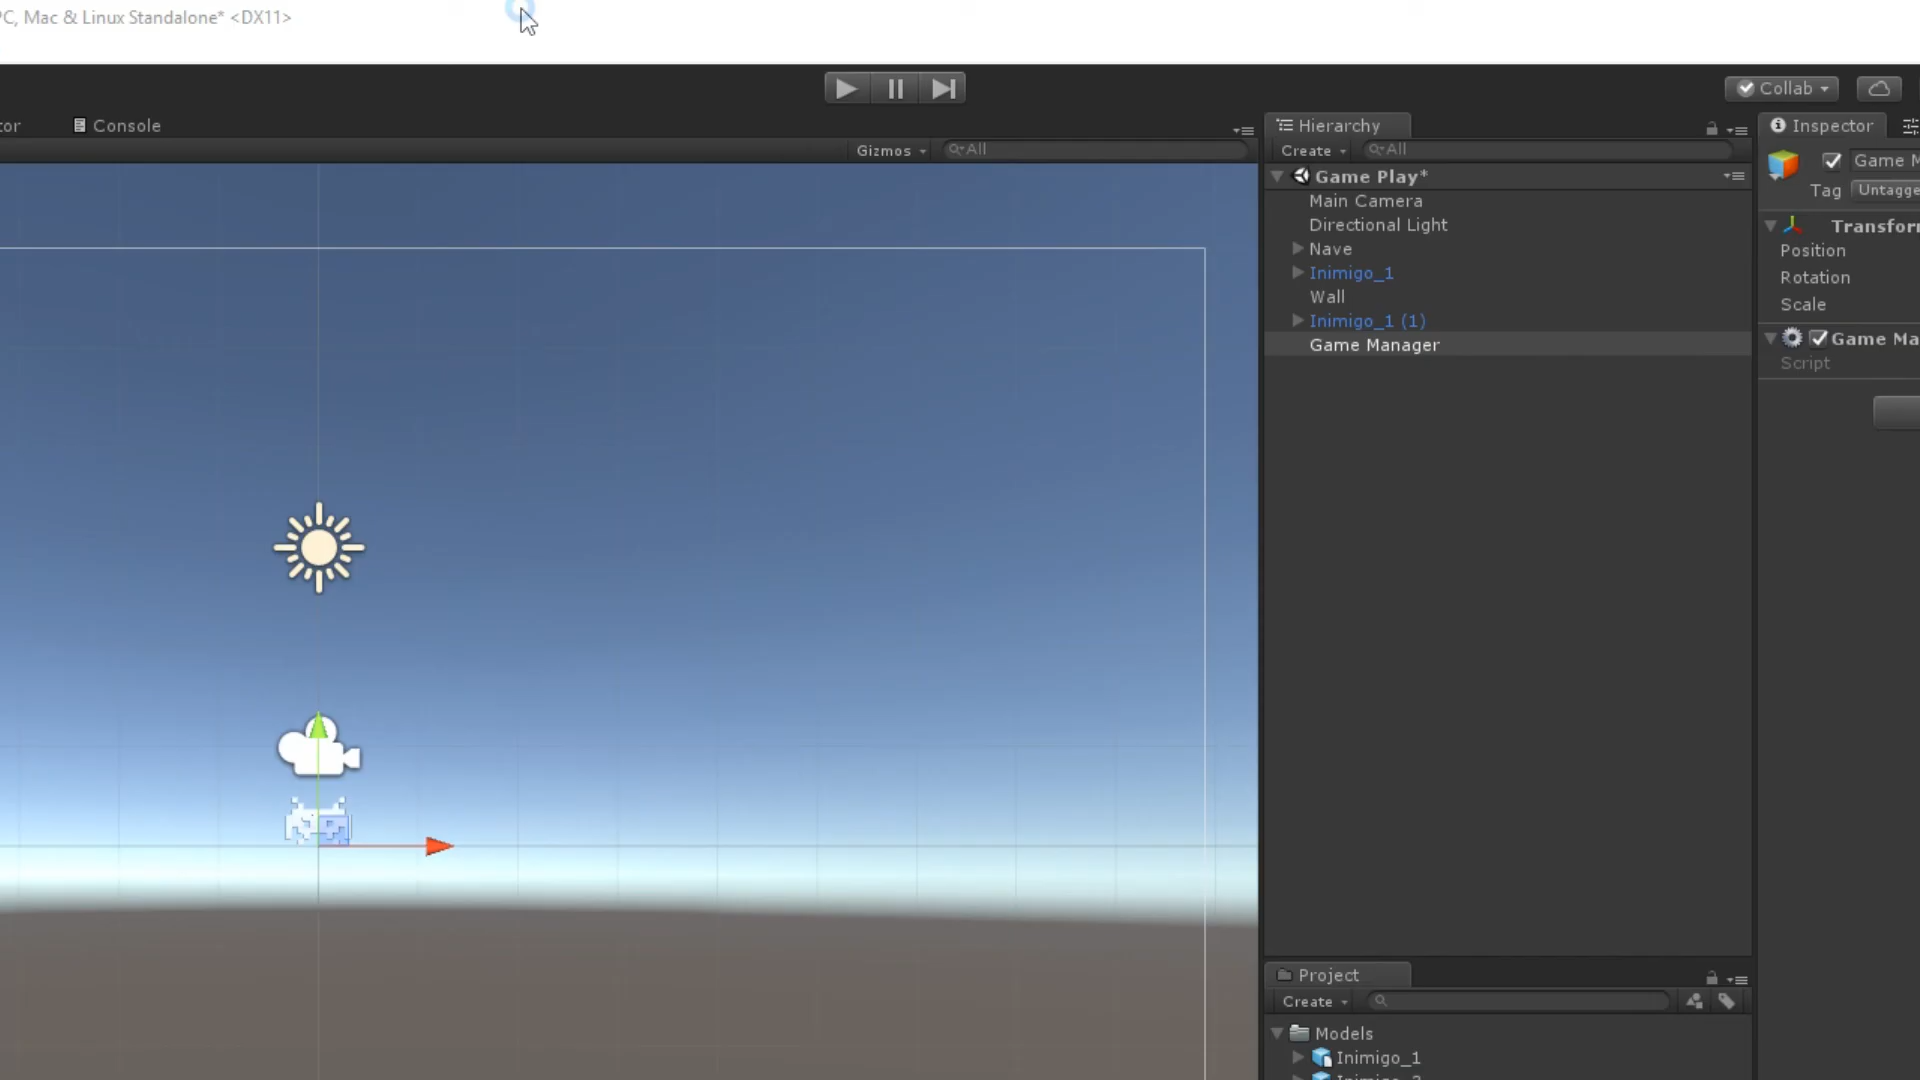 PC, Mac & Linux Standalone* <DX11>
Collab
Console
Hierarchy
Inspector
Gizmos
All
Create
All
Game Play*
Main Camera
Directional Light
Nave
Inimigo_1
Wall
Inimigo_1 (1)
Game Manager
Game M
Tag
Untagge
Transfor
Position
Rotation
Scale
Game Ma
Script
Project
Create
Models
Inimigo_1